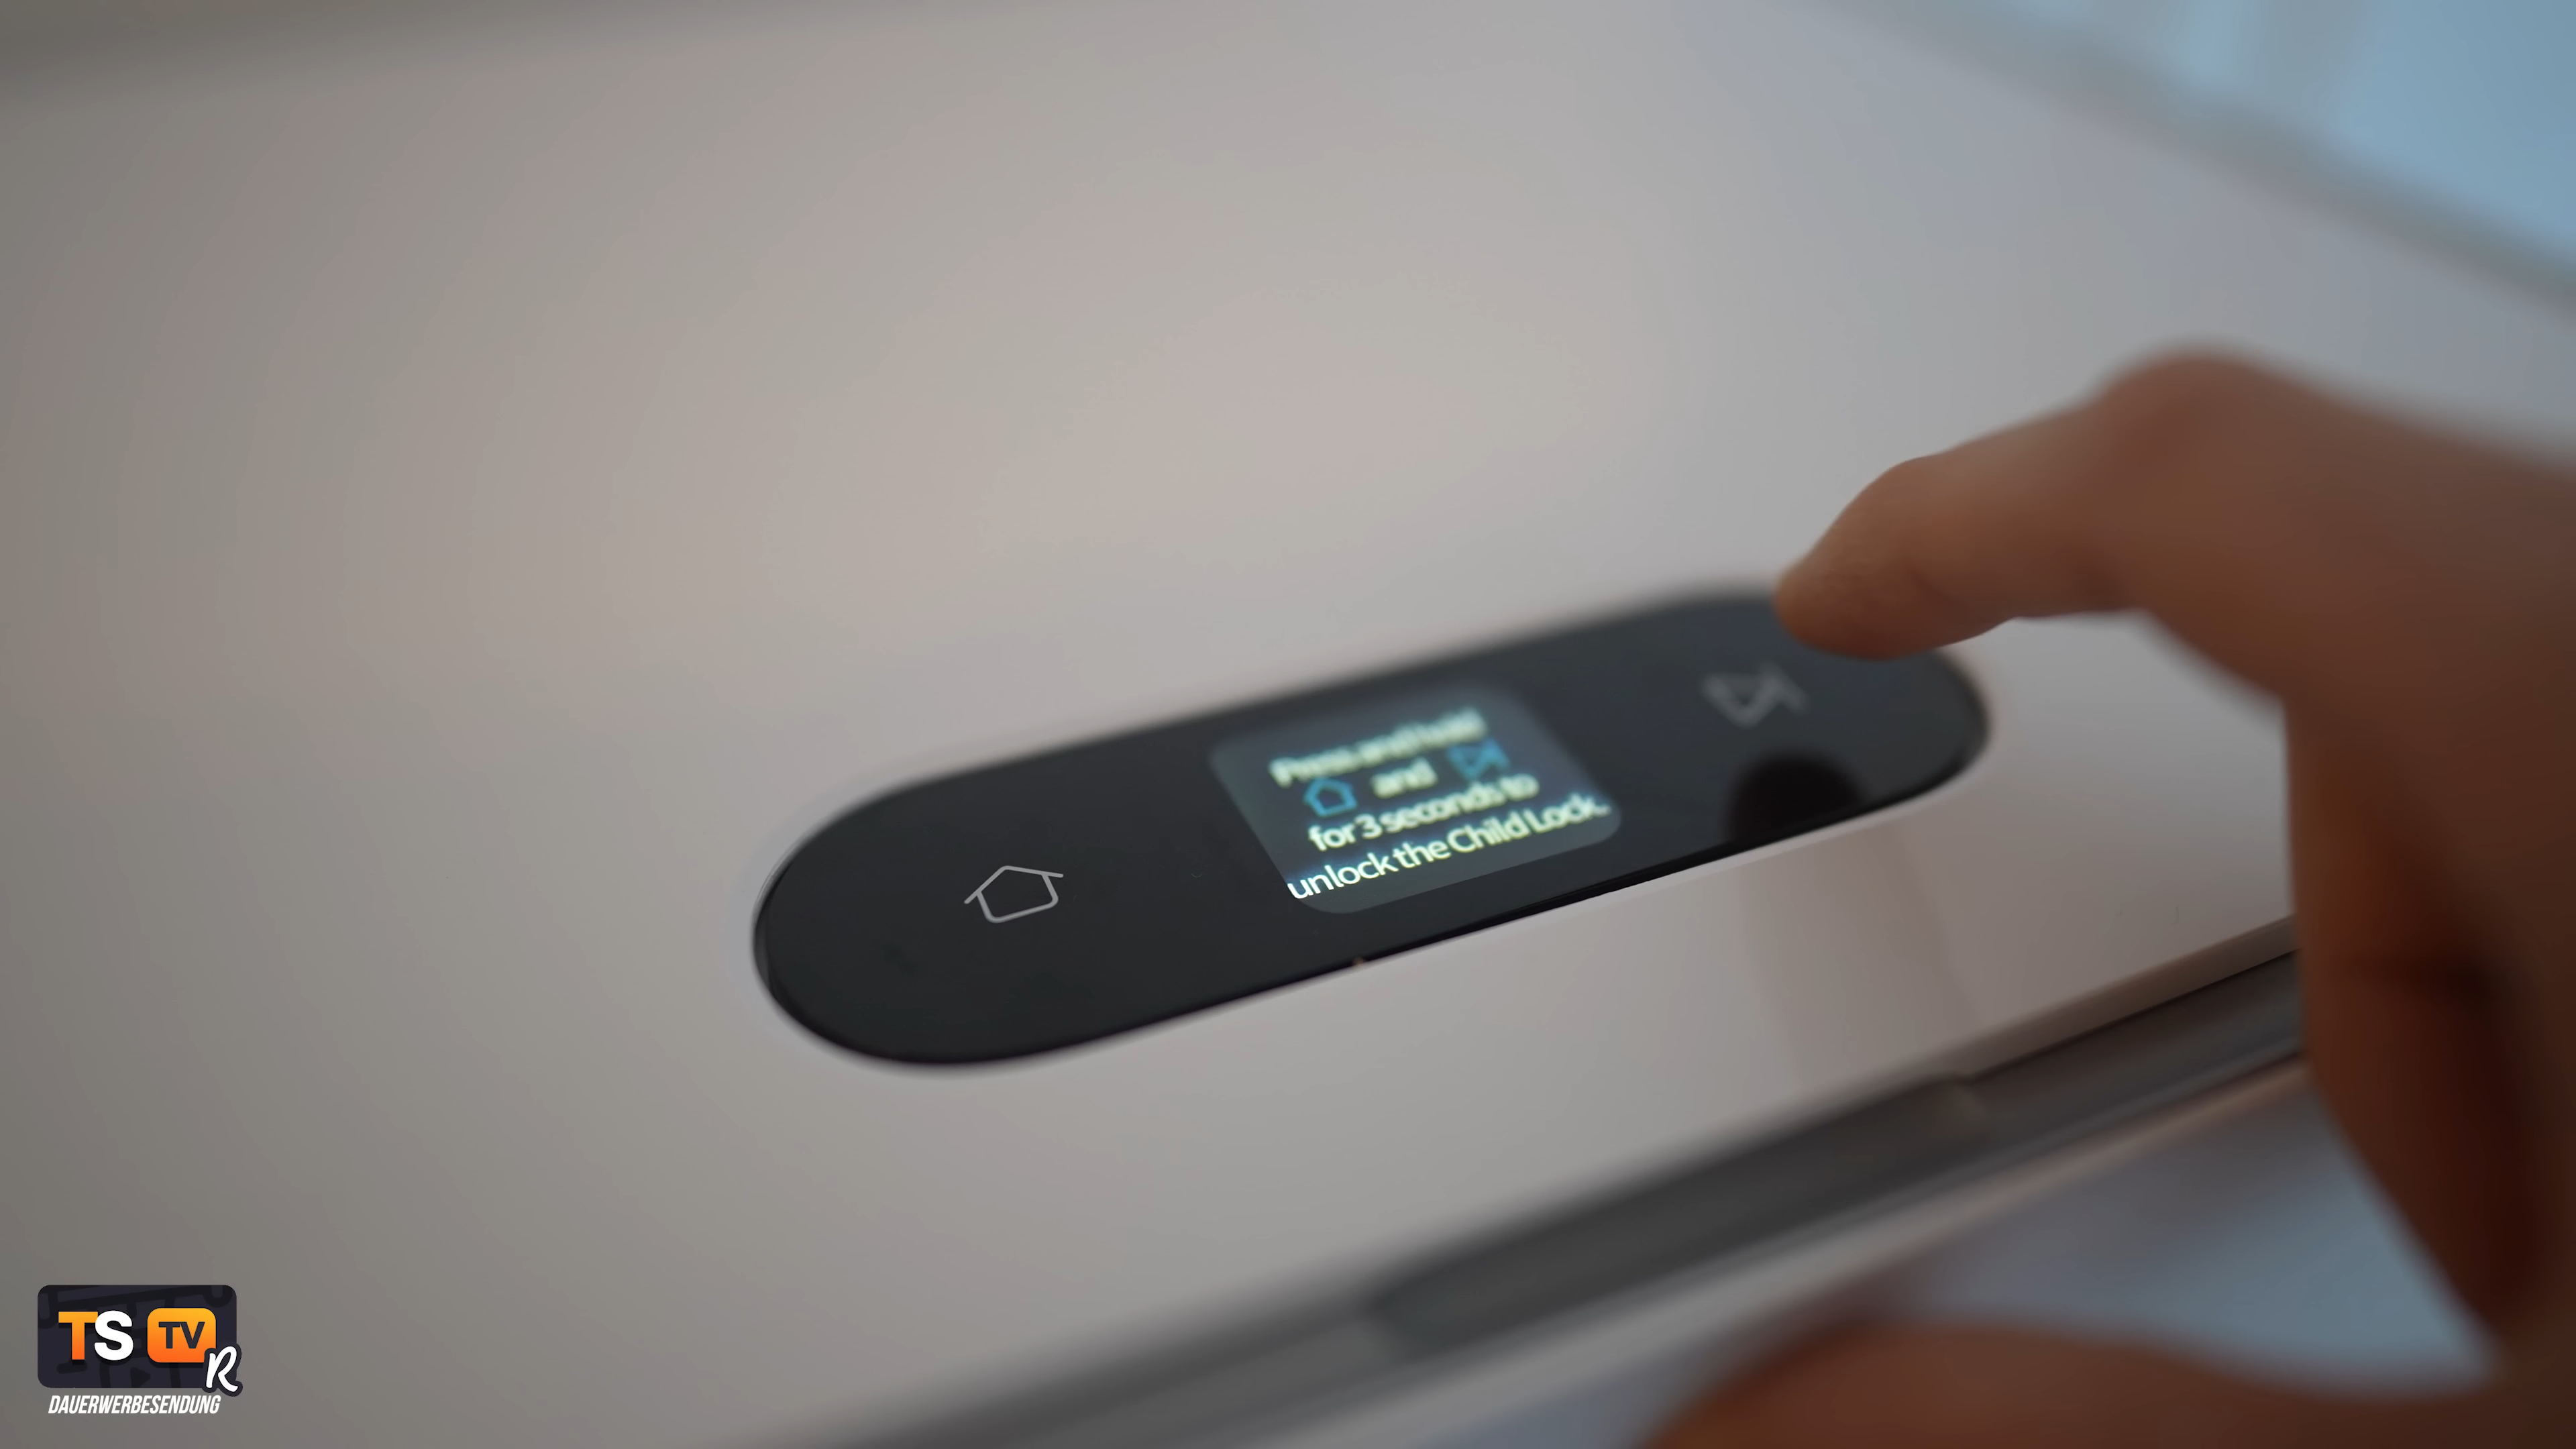 Press and hold
and
for 3 seconds to
unlock the Child Lock.
TS TV
R
DAUERWERBESENDUNG